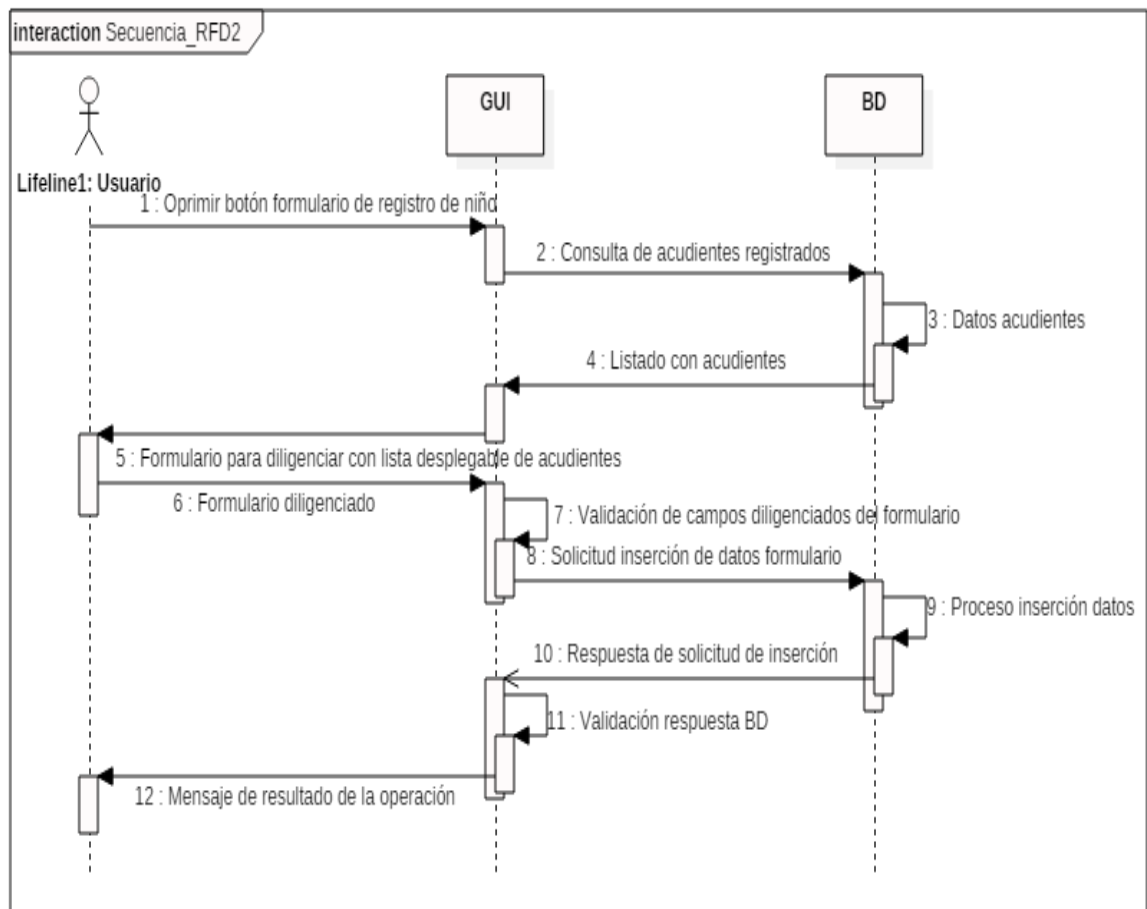 interaction Secuencia_RFD2
GUI
BD
Lifeline1: Usuario
1 : Oprimir botón formulario de registro de niño
2 : Consulta de acudientes registrados
3 : Datos acudientes
4 : Listado con acudientes
5 : Formulario para diligenciar con lista desplegable de acudientes
6 : Formulario diligenciado
7 : Validación de campos diligenciados del formulario
8 : Solicitud inserción de datos formulario
9 : Proceso inserción datos
10 : Respuesta de solicitud de inserción
11 : Validación respuesta BD
12 : Mensaje de resultado de la operación